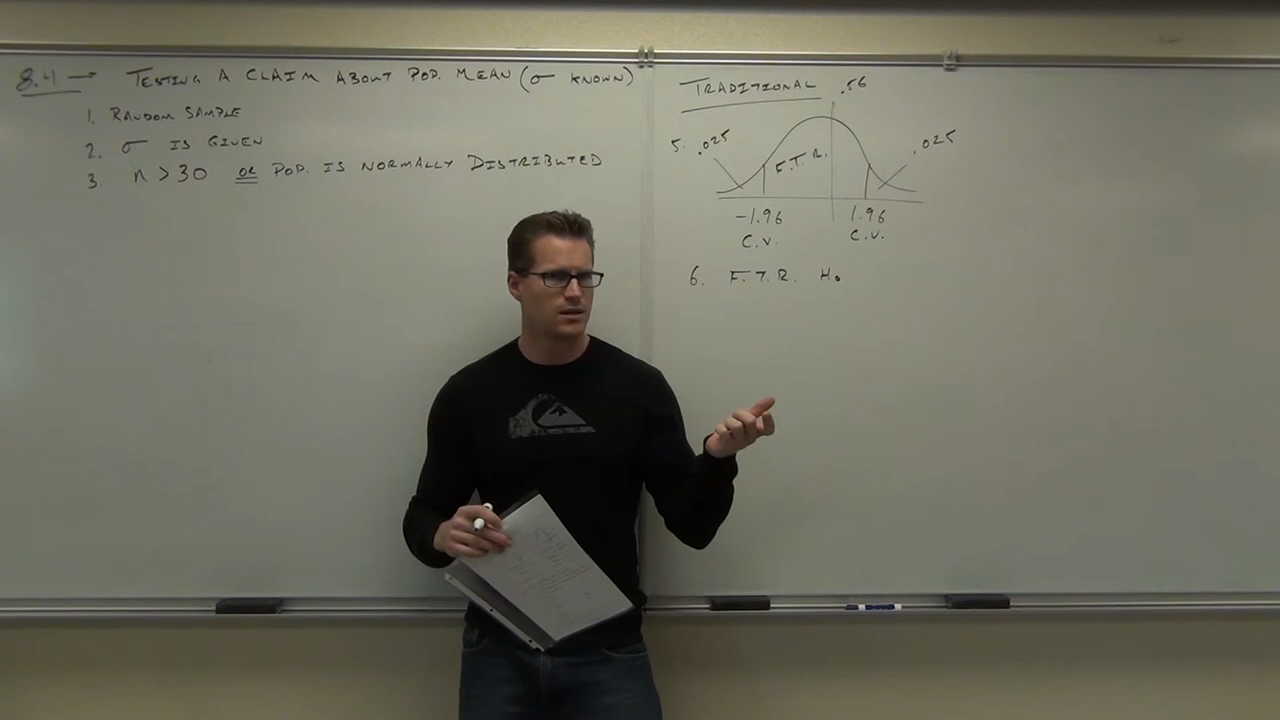 8.4 → TESTING A CLAIM ABOUT POP. MEAN (σ KNOWN)
1. RANDOM SAMPLE
2. σ IS GIVEN
3. n > 30 OR POP. IS NORMALLY DISTRIBUTED
TRADITIONAL .56
5. .025 .025
F.T.R.
-1.96 1.96
C.V. C.V.
6. F.T.R. H₀